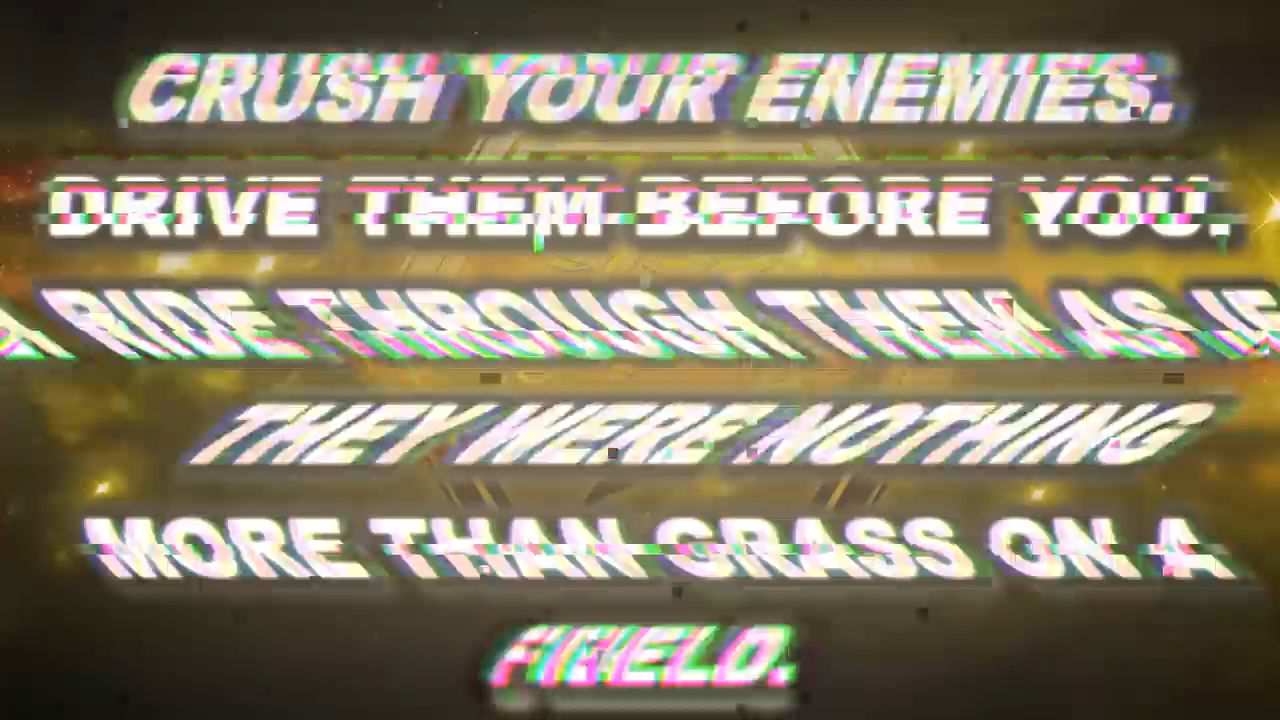 CRUSH YOUR ENEMIES.
DRIVE THEM BEFORE YOU.
RIDE THROUGH THEM AS IF
THEY WERE NOTHING
MORE THAN GRASS ON A
FIELD.